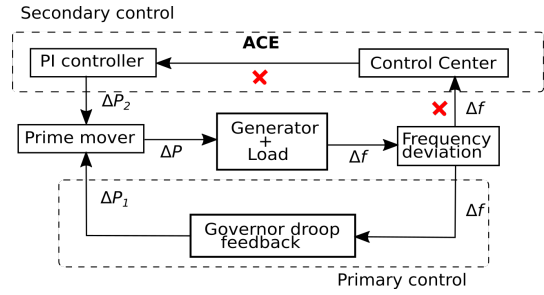 Secondary control
ACE
PI controller
Control Center
ΔP2
Δf
Prime mover
ΔP
Generator
+
Load
Δf
Frequency
deviation
ΔP1
Δf
Governor droop
feedback
Primary control